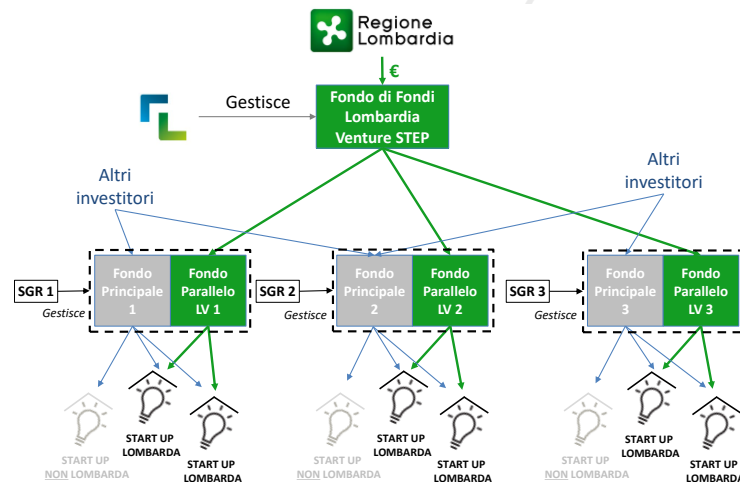 Regione
Lombardia
€
Gestisce
Fondo di Fondi
Lombardia
Venture STEP
Altri
investitori
Altri
investitori
SGR 1
Gestisce
Fondo
Principale
1
Fondo
Parallelo
LV 1
SGR 2
Gestisce
Fondo
Principale
2
Fondo
Parallelo
LV 2
SGR 3
Gestisce
Fondo
Principale
3
Fondo
Parallelo
LV 3
START UP
NON LOMBARDA
START UP
LOMBARDA
START UP
LOMBARDA
START UP
NON LOMBARDA
START UP
LOMBARDA
START UP
LOMBARDA
START UP
NON LOMBARDA
START UP
LOMBARDA
START UP
LOMBARDA